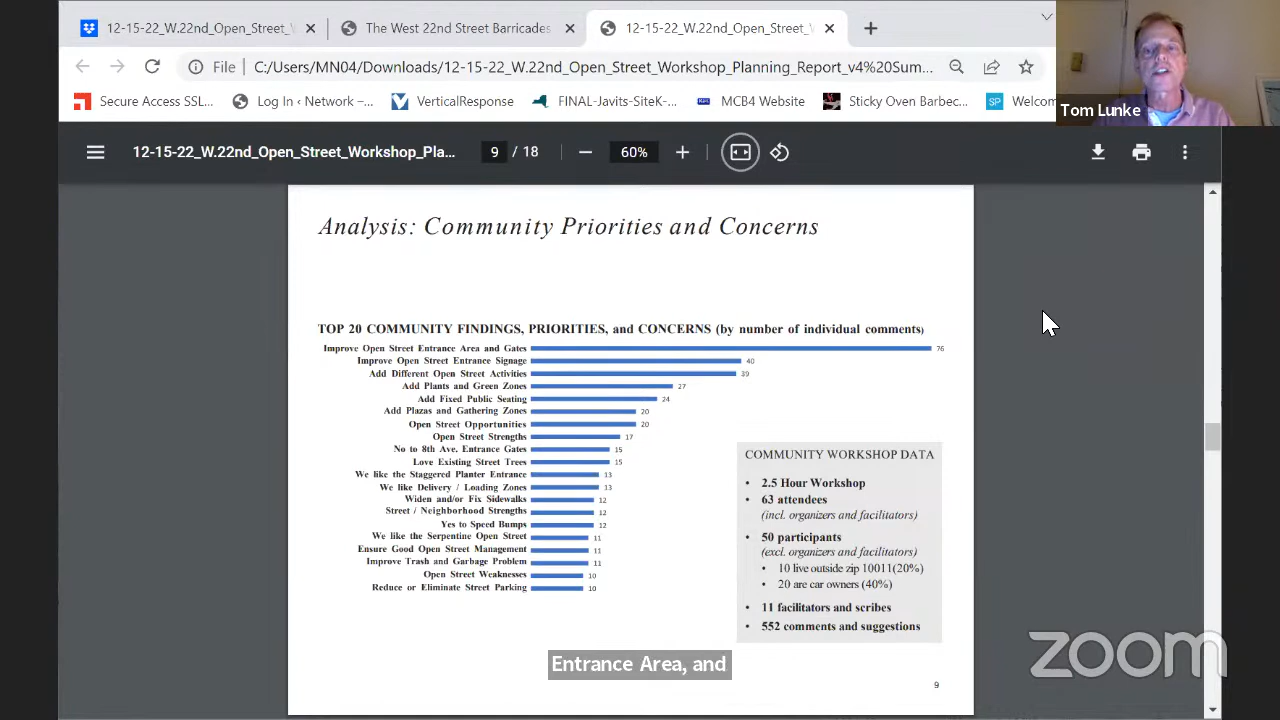 12-15-22_W.22nd_Open_Street_\ The West 22nd Street Barricades 12-15-22_W.22nd_Open_Street_\
File C:/Users/MN04/Downloads/12-15-22_W.22nd_Open_Street_Workshop_Planning_Report_v4%20Sum...
Secure Access SSL... Log In ‹ Network –... VerticalResponse FINAL-Javits-SiteK-... MCB4 Website Sticky Oven Barbec... SP Welcon
Tom Lunke
12-15-22_W.22nd_Open_Street_Workshop_Pla... 9 / 18 60%
Analysis: Community Priorities and Concerns
TOP 20 COMMUNITY FINDINGS, PRIORITIES, and CONCERNS (by number of individual comments)
Improve Open Street Entrance Area and Gates 76
Improve Open Street Entrance Signage 40
Add Different Open Street Activities 39
Add Plants and Green Zones 27
Add Fixed Public Seating 24
Add Plazas and Gathering Zones 20
Open Street Opportunities 20
Open Street Strengths 17
No to 8th Ave. Entrance Gates 15
Love Existing Street Trees 15
We like the Staggered Planter Entrance 13
We like Delivery / Loading Zones 13
Widen and/or Fix Sidewalks 12
Street / Neighborhood Strengths 12
Yes to Speed Bumps 12
We like the Serpentine Open Street 11
Ensure Good Open Street Management 11
Improve Trash and Garbage Problem 11
Open Street Weaknesses 10
Reduce or Eliminate Street Parking 10
COMMUNITY WORKSHOP DATA
• 2.5 Hour Workshop
• 63 attendees
(incl. organizers and facilitators)
• 50 participants
(excl. organizers and facilitators)
• 10 live outside zip 10011(20%)
• 20 are car owners (40%)
• 11 facilitators and scribes
• 552 comments and suggestions
Entrance Area, and
9
zoom